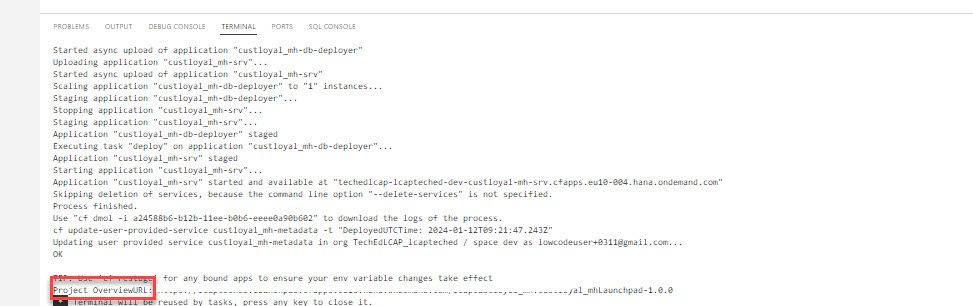 PROBLEMS OUTPUT DEBUG CONSOLE TERMINAL PORTS SQL CONSOLE
Started async upload of application "custloyal_mh-db-deployer"
Uploading application "custloyal_mh-srv"...
Started async upload of application "custloyal_mh-srv"
Scaling application "custloyal_mh-db-deployer" to "1" instances...
Staging application "custloyal_mh-db-deployer"...
Stopping application "custloyal_mh-srv"...
Staging application "custloyal_mh-srv"...
Application "custloyal_mh-db-deployer" staged
Executing task "deploy" on application "custloyal_mh-db-deployer"...
Application "custloyal_mh-srv" staged
Starting application "custloyal_mh-srv"...
Application "custloyal_mh-srv" started and available at "techedlcap-lcapteched-dev-custloyal-mh-srv.cfapps.eu10-004.hana.ondemand.com"
Skipping deletion of services, because the command line option "--delete-services" is not specified.
Process finished.
Use "cf dmol -i a24588b6-b12b-11ee-b0b6-eeee0a90b602" to download the logs of the process.
cf update-user-provided-service custloyal_mh-metadata -t "DeployedUTCTime: 2024-01-12T09:21:47.243Z"
Updating user provided service custloyal_mh-metadata in org TechEdLCAP_lcapteched / space dev as lowcodeuser+0311@gmail.com...
OK
TIP: Use 'cf restage' for any bound apps to ensure your env variable changes take effect
Project OverviewURL: yal_mhLaunchpad-1.0.0
* Terminal will be reused by tasks, press any key to close it.